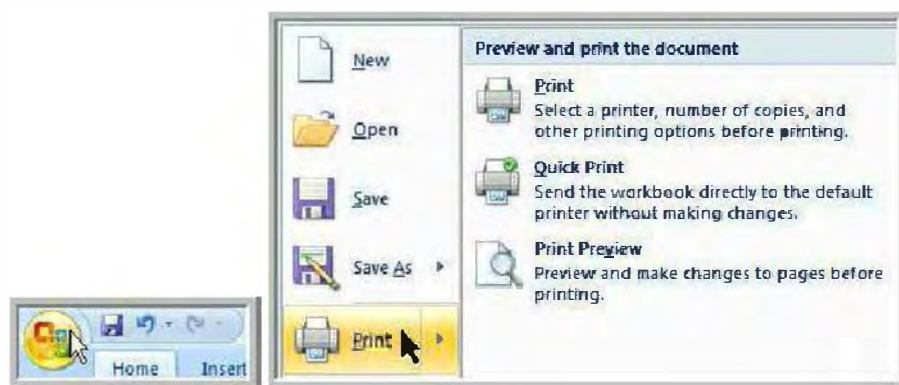 Home Insert
New
Open
Save
Save As
Print
Preview and print the document
Print
Select a printer, number of copies, and
other printing options before printing.
Quick Print
Send the workbook directly to the default
printer without making changes.
Print Preview
Preview and make changes to pages before
printing.